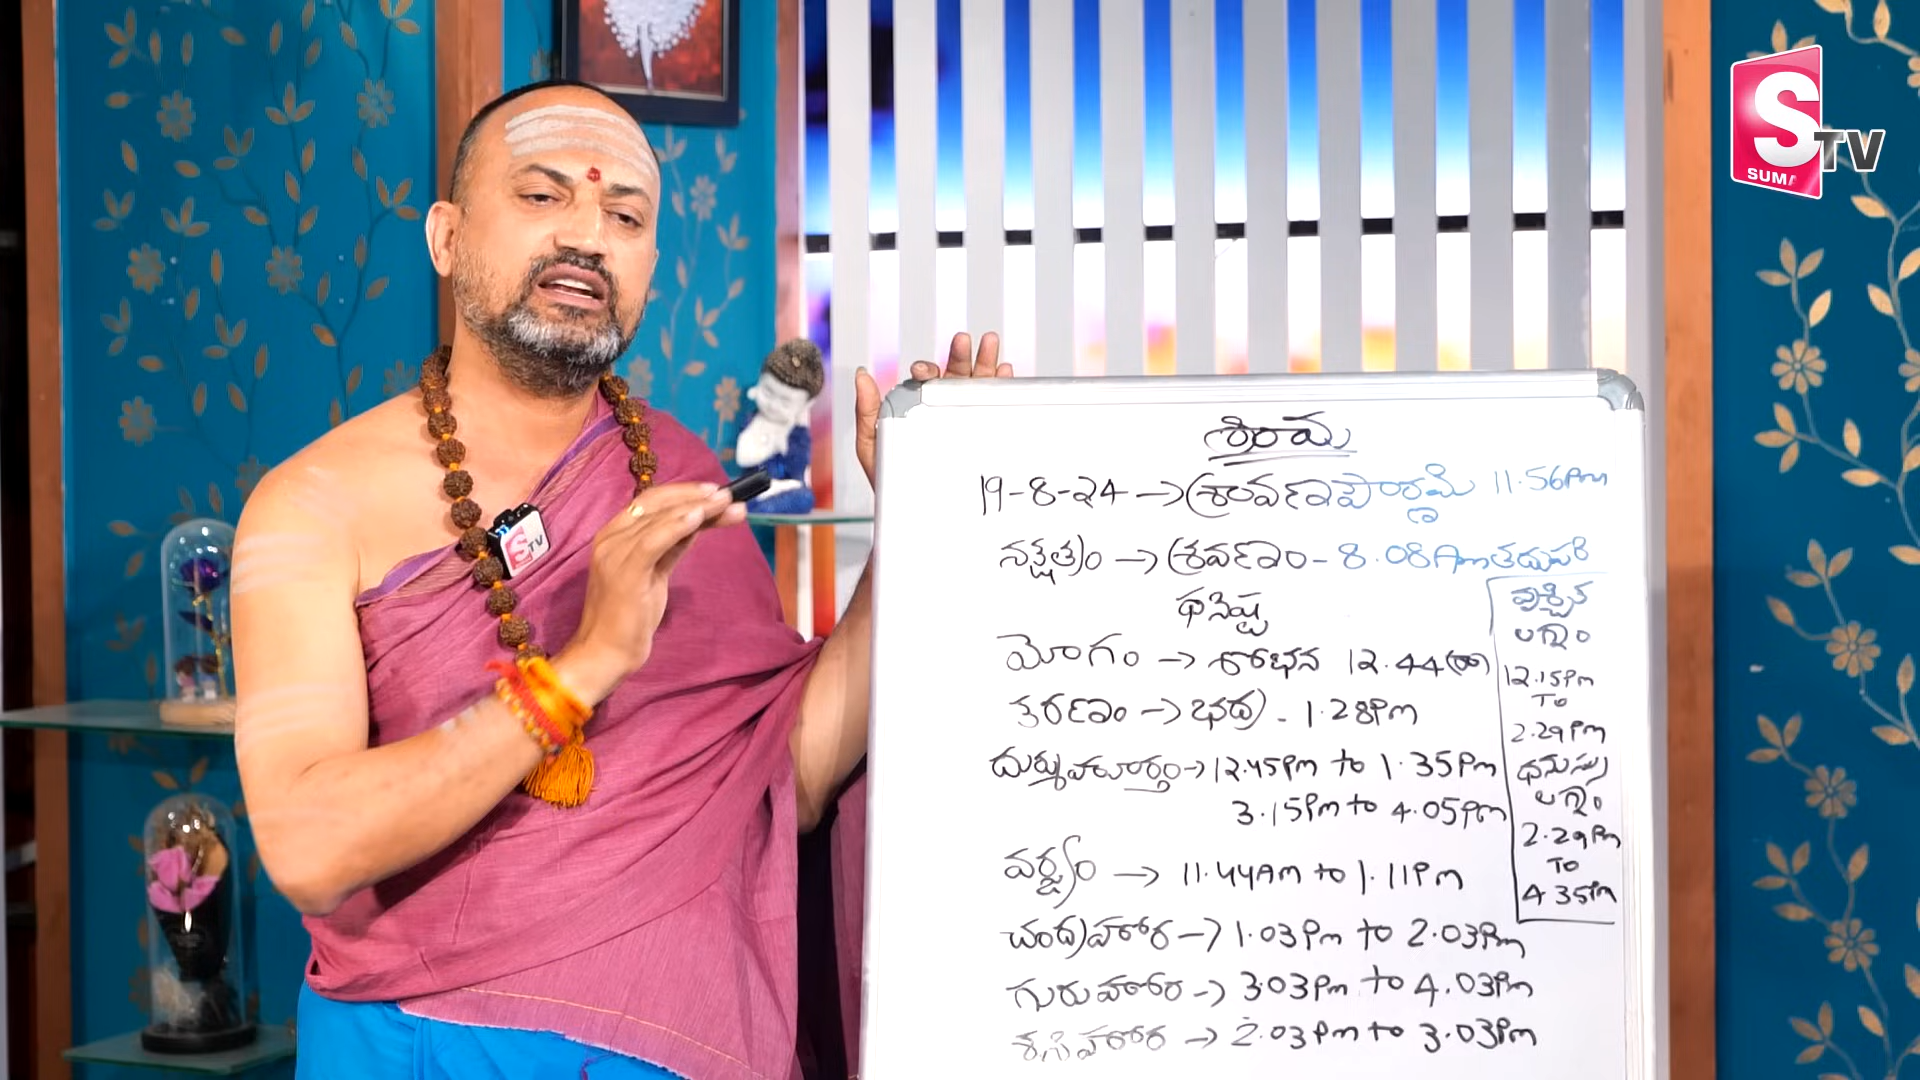 శ్రీరామ
19-8-24 → శ్రావణ పౌర్ణమి 11.56Pm
నక్షత్రం → శ్రవణం - 8.08Am తదుపరి
ధనిష్ట
యోగం → శోభన 12.44(రా)
కరణం → భద్ర - 1.28Pm
దుర్ముహూర్తం → 12.45Pm to 1.35Pm
3.15Pm to 4.05Pm
వర్జ్యం → 11.44Am to 1.11Pm
చంద్రహోర → 1.03Pm to 2.03Pm
గురుహోర → 3.03Pm to 4.03Pm
శనిహోర → 2.03Pm to 3.03Pm
వృశ్చిక
లగ్నం
12.15Pm
To
2.29Pm
ధనుస్సు
లగ్నం
2.29Pm
To
4 35Pm
S TV
SUMA
S TV